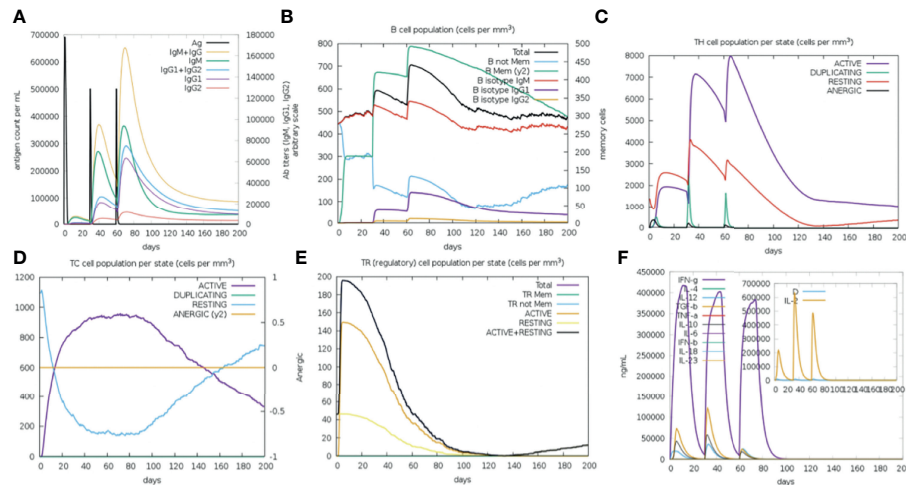 A
Ag
IgM+IgG
IgM
IgG1+IgG2
IgG1
IgG2
700000
600000
500000
400000
300000
200000
100000
0
180000
160000
140000
120000
100000
80000
60000
40000
20000
0
antigen count per mL
Ab titers (IgM, IgG1, IgG2)
arbitrary scale
0 20 40 60 80 100 120 140 160 180 200
days
B
B cell population (cells per mm³)
Total
B not Mem
B Mem (y2)
B isotype IgM
B isotype IgG1
B isotype IgG2
800
700
600
500
400
300
200
100
0
500
450
400
350
300
250
200
150
100
50
0
0 20 40 60 80 100 120 140 160 180 200
days
C
TH cell population per state (cells per mm³)
ACTIVE
DUPLICATING
RESTING
ANERGIC
8000
7000
6000
5000
4000
3000
2000
1000
0
memory cells
0 20 40 60 80 100 120 140 160 180 200
days
D
TC cell population per state (cells per mm³)
ACTIVE
DUPLICATING
RESTING
ANERGIC (y2)
1200
1000
800
600
400
200
0
1
0.5
0
-0.5
-1
0 20 40 60 80 100 120 140 160 180 200
days
E
TR (regulatory) cell population per state (cells per mm³)
Total
TR Mem
TR not Mem
ACTIVE
RESTING
ACTIVE+RESTING
200
180
160
140
120
100
80
60
40
20
0
Anergic
0 20 40 60 80 100 120 140 160 180 200
days
F
IFN-g
IL-4
IL-12
TGF-b
TNF-a
IL-10
IL-6
IFN-b
IL-18
IL-23
450000
400000
350000
300000
250000
200000
150000
100000
50000
0
ng/mL
0 20 40 60 80 100 120 140 160 180 200
days
D
IL-2
700000
600000
500000
400000
300000
200000
100000
0
0 20 40 60 80 100 120 140 160 180 200